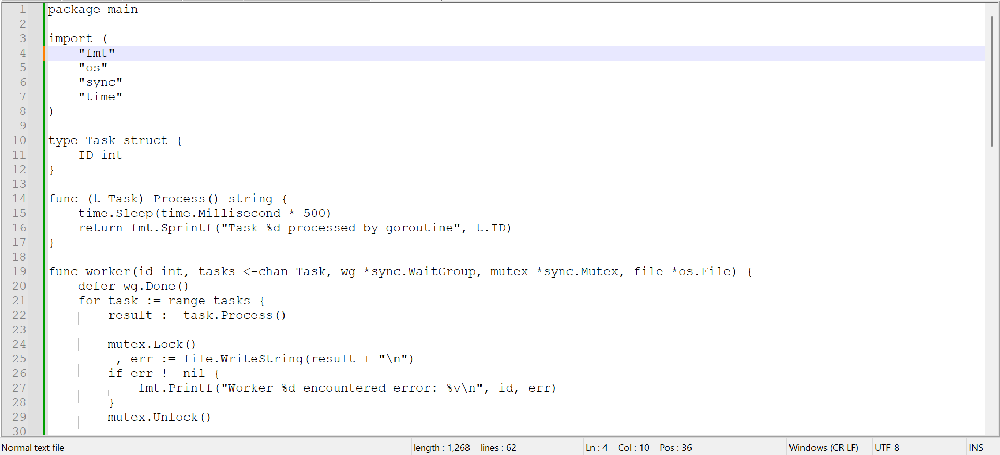 1 package main
2
3 import (
4     "fmt"
5     "os"
6     "sync"
7     "time"
8 )
9
10 type Task struct {
11     ID int
12 }
13
14 func (t Task) Process() string {
15     time.Sleep(time.Millisecond * 500)
16     return fmt.Sprintf("Task %d processed by goroutine", t.ID)
17 }
18
19 func worker(id int, tasks <-chan Task, wg *sync.WaitGroup, mutex *sync.Mutex, file *os.File) {
20     defer wg.Done()
21     for task := range tasks {
22         result := task.Process()
23
24         mutex.Lock()
25         _, err := file.WriteString(result + "\n")
26         if err != nil {
27             fmt.Printf("Worker-%d encountered error: %v\n", id, err)
28         }
29         mutex.Unlock()
30
Normal text file length : 1,268 lines : 62 Ln : 4 Col : 10 Pos : 36 Windows (CR LF) UTF-8 INS